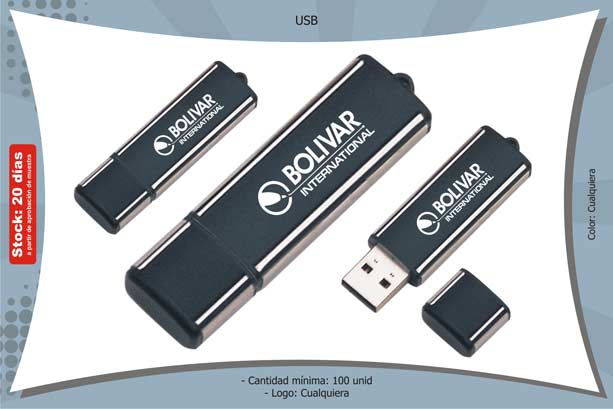 USB
BOLIVAR
INTERNATIONAL
BOLIVAR
INTERNATIONAL
BOLIVAR
INTERNATIONAL
Stock: 20 días
a partir de aprobación de muestra
Color: Cualquiera
- Cantidad mínima: 100 unid
- Logo: Cualquiera